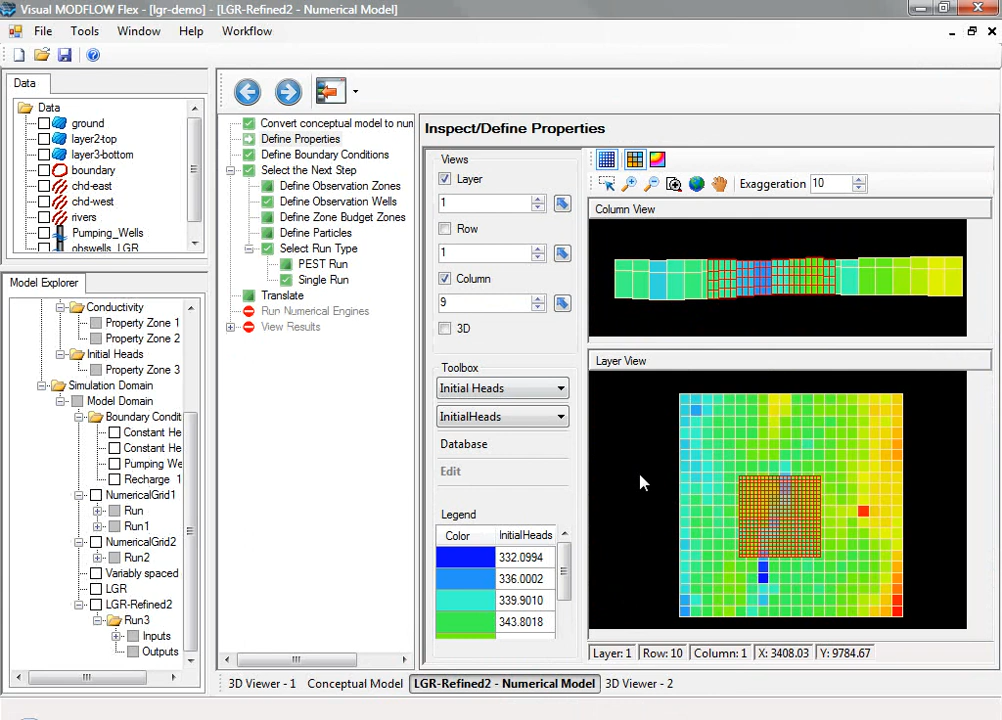 Visual MODFLOW Flex - [lgr-demo] - [LGR-Refined2 - Numerical Model]
File Tools Window Help Workflow
Data
Data
ground
layer2-top
layer3-bottom
boundary
chd-east
chd-west
rivers
Pumping_Wells
obswells_LGR
Model Explorer
Conductivity
Property Zone 1
Property Zone 2
Initial Heads
Property Zone 3
Simulation Domain
Model Domain
Boundary Condit
Constant He
Constant He
Pumping We
Recharge 1
NumericalGrid1
Run
Run1
NumericalGrid2
Run2
Variably spaced
LGR
LGR-Refined2
Run3
Inputs
Outputs
Convert conceptual model to num
Define Properties
Define Boundary Conditions
Select the Next Step
Define Observation Zones
Define Observation Wells
Define Zone Budget Zones
Define Particles
Select Run Type
PEST Run
Single Run
Translate
Run Numerical Engines
View Results
Inspect/Define Properties
Views
Layer
1
Row
1
Column
9
3D
Toolbox
Initial Heads
InitialHeads
Database
Edit
Legend
Color InitialHeads
332.0994
336.0002
339.9010
343.8018
Exaggeration 10
Column View
Layer View
Layer: 1 Row: 10 Column: 1 X: 3408.03 Y: 9784.67
3D Viewer - 1 Conceptual Model LGR-Refined2 - Numerical Model 3D Viewer - 2